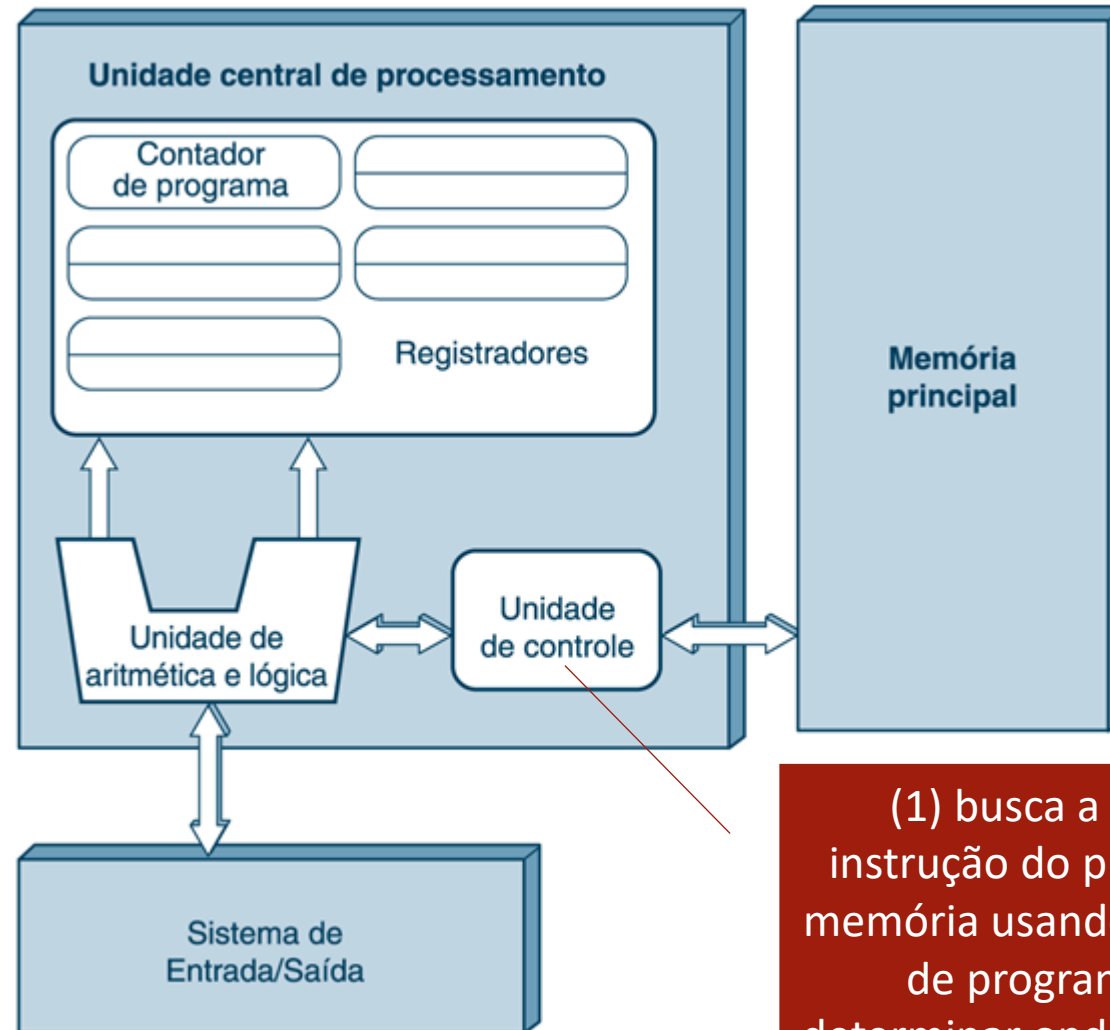 Unidade central de processamento
Contador
de programa
Registradores
Memória
principal
Unidade de
aritmética e lógica
Unidade
de controle
Sistema de
Entrada/Saída
(1) busca a
instrução do p
memória usand
de program